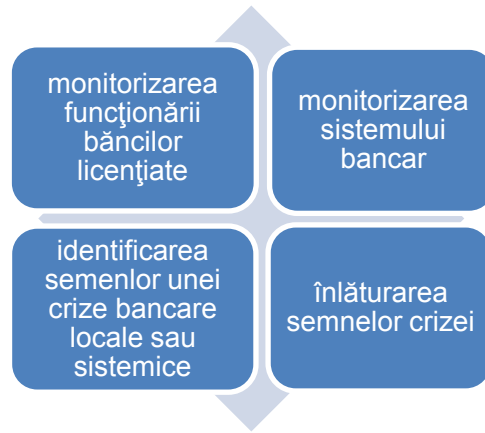 monitorizarea
funcţionării
băncilor
licenţiate
monitorizarea
sistemului
bancar
identificarea
semenlor unei
crize bancare
locale sau
sistemice
înlăturarea
semnelor crizei